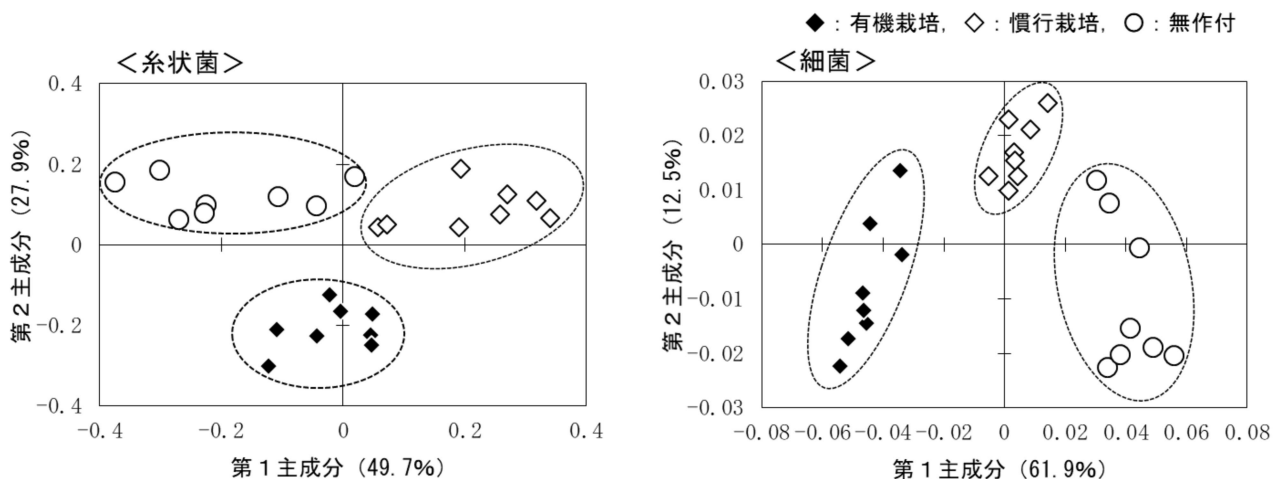 ◆：有機栽培, ◇：慣行栽培, ○：無作付
＜糸状菌＞
0.4
0.2
0
-0.2
-0.4
第２主成分（27.9%）
-0.4 -0.2 0 0.2 0.4
第１主成分（49.7%）
＜細菌＞
0.03
0.02
0.01
0
-0.01
-0.02
-0.03
第２主成分（12.5%）
-0.08 -0.06 -0.04 -0.02 0 0.02 0.04 0.06 0.08
第１主成分（61.9%）